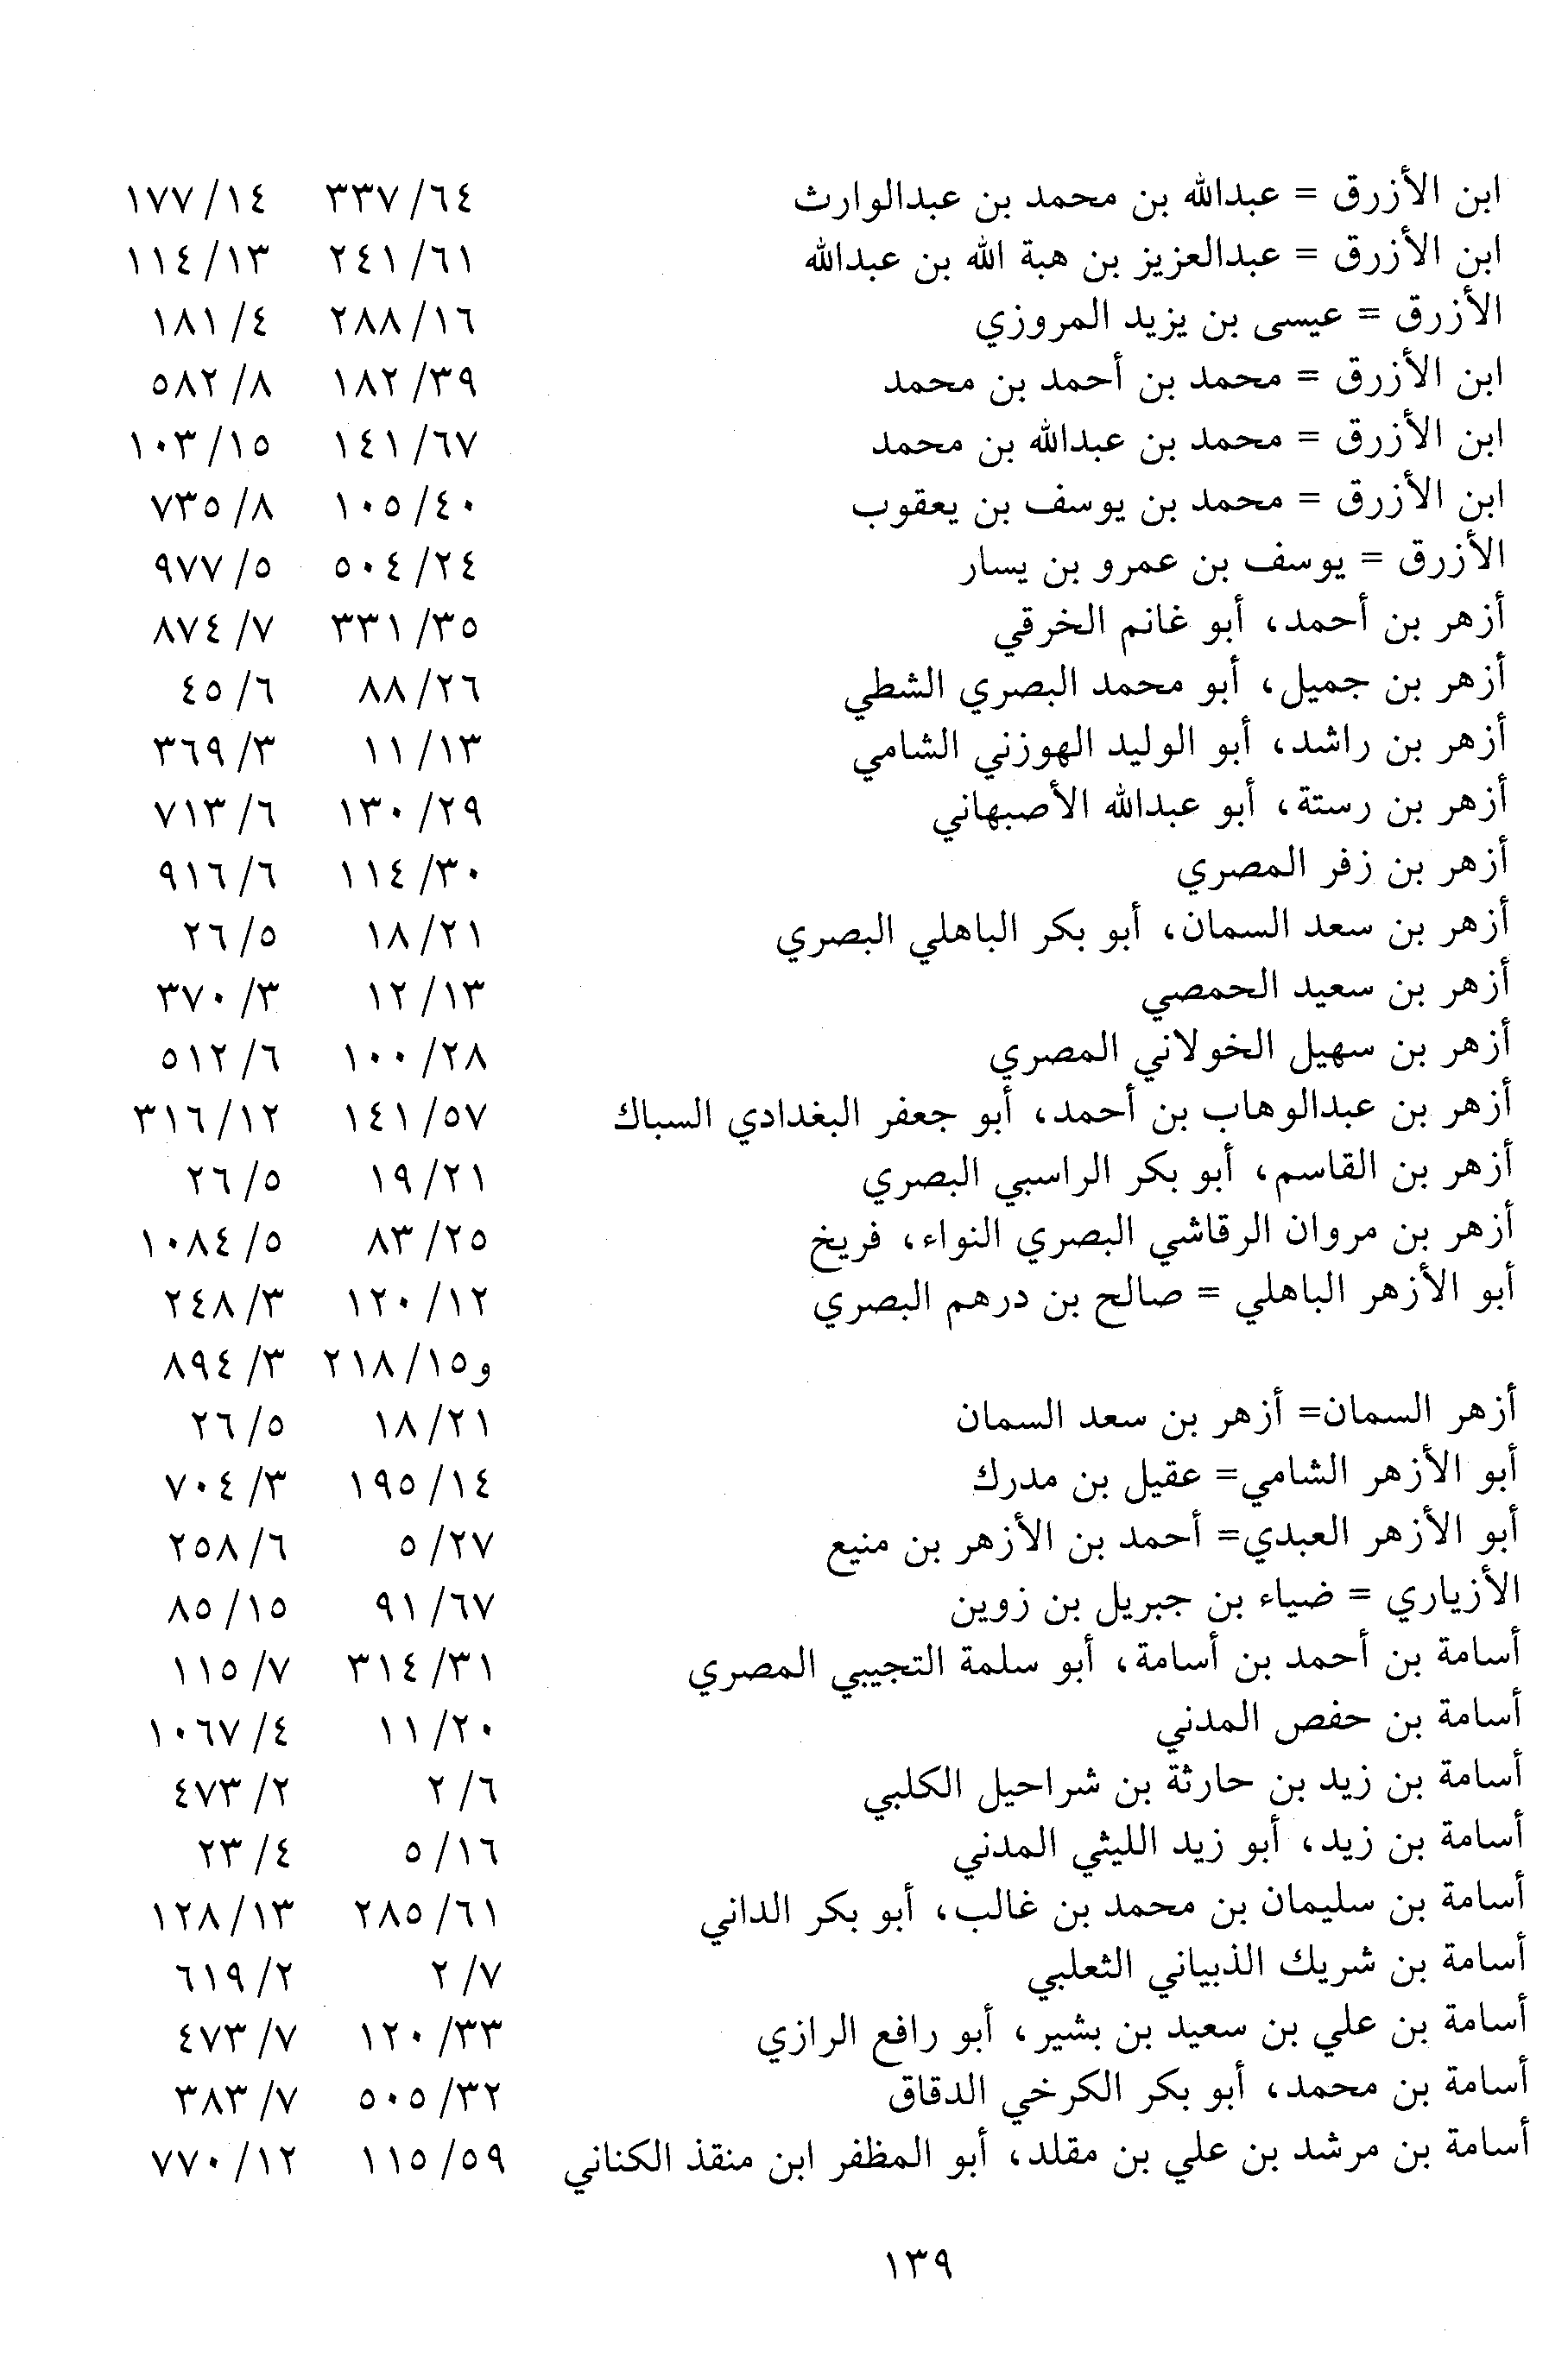 ابن الأزرق = عبدالله بن محمد بن عبدالوارث ٦٤/٣٣٧ ١٤/١٧٧
ابن الأزرق = عبدالعزيز بن هبة الله بن عبدالله ٦١/٢٤١ ١٣/١١٤
الأزرق = عيسى بن يزيد المروزي ١٦/٢٨٨ ٤/١٨١
ابن الأزرق = محمد بن أحمد بن محمد ٣٩/١٨٢ ٨/٥٨٢
ابن الأزرق = محمد بن عبدالله بن محمد ٦٧/١٤١ ١٥/١٠٣
ابن الأزرق = محمد بن يوسف بن يعقوب ٤٠/١٠٥ ٨/٧٣٥
الأزرق = يوسف بن عمرو بن يسار ٢٤/٥٠٤ ٥/٩٧٧
أزهر بن أحمد، أبو غانم الخرقي ٣٥/٣٣١ ٧/٨٧٤
أزهر بن جميل، أبو محمد البصري الشطي ٢٦/٨٨ ٦/٤٥
أزهر بن راشد، أبو الوليد الهوزني الشامي ١٣/١١ ٣/٣٦٩
أزهر بن رستة، أبو عبدالله الأصبهاني ٢٩/١٣٠ ٦/٧١٣
أزهر بن زفر المصري ٣٠/١١٤ ٦/٩١٦
أزهر بن سعد السمان، أبو بكر الباهلي البصري ٢١/١٨ ٥/٢٦
أزهر بن سعيد الحمصي ١٣/١٢ ٣/٣٧٠
أزهر بن سهيل الخولاني المصري ٢٨/١٠٠ ٦/٥١٢
أزهر بن عبدالوهاب بن أحمد، أبو جعفر البغدادي السباك ٥٧/١٤١ ١٢/٣١٦
أزهر بن القاسم، أبو بكر الراسبي البصري ٢١/١٩ ٥/٢٦
أزهر بن مروان الرقاشي البصري النواء، فريخ ٢٥/٨٣ ٥/١٠٨٤
أبو الأزهر الباهلي = صالح بن درهم البصري ١٢/١٢٠ ٣/٢٤٨
و١٥/٢١٨ ٣/٨٩٤
أزهر السمان= أزهر بن سعد السمان ٢١/١٨ ٥/٢٦
أبو الأزهر الشامي= عقيل بن مدرك ١٤/١٩٥ ٣/٧٠٤
أبو الأزهر العبدي= أحمد بن الأزهر بن منيع ٢٧/٥ ٦/٢٥٨
الأزياري = ضياء بن جبريل بن زوين ٦٧/٩١ ١٥/٨٥
أسامة بن أحمد بن أسامة، أبو سلمة التجيبي المصري ٣١/٣١٤ ٧/١١٥
أسامة بن حفص المدني ٢٠/١١ ٤/١٠٦٧
أسامة بن زيد بن حارثة بن شراحيل الكلبي ٦/٢ ٢/٤٧٣
أسامة بن زيد، أبو زيد الليثي المدني ١٦/٥ ٤/٢٣
أسامة بن سليمان بن محمد بن غالب، أبو بكر الداني ٦١/٢٨٥ ١٣/١٢٨
أسامة بن شريك الذبياني الثعلبي ٧/٢ ٢/٦١٩
أسامة بن علي بن سعيد بن بشير، أبو رافع الرازي ٣٣/١٢٠ ٧/٤٧٣
أسامة بن محمد، أبو بكر الكرخي الدقاق ٣٢/٥٠٥ ٧/٣٨٣
أسامة بن مرشد بن علي بن مقلد، أبو المظفر ابن منقذ الكناني ٥٩/١١٥ ١٢/٧٧٠
١٣٩